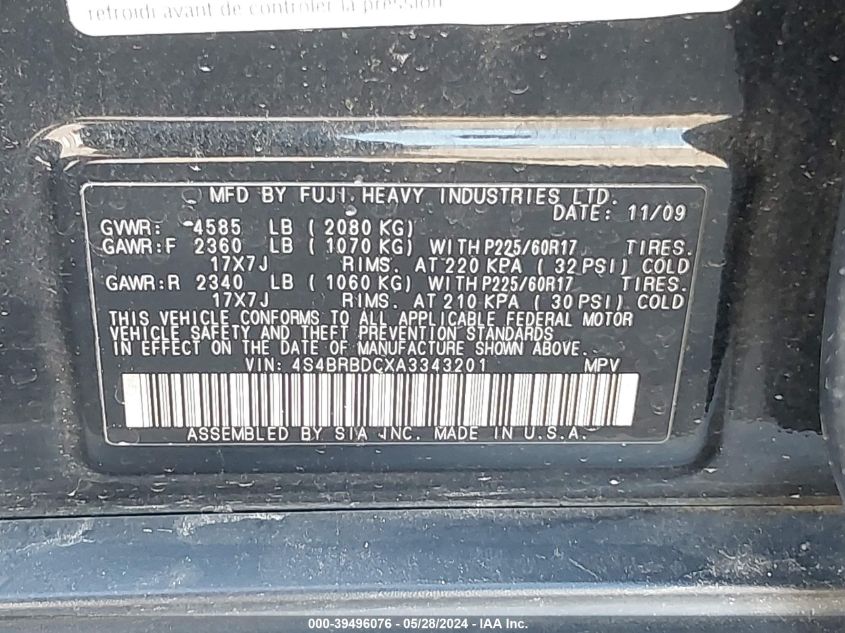 refroidi avant de contrôler la pression
MFD BY FUJI HEAVY INDUSTRIES LTD.
DATE: 11/09
GVWR: 4585 LB ( 2080 KG)
GAWR:F 2360 LB ( 1070 KG) WITH P225/60R17 TIRES.
17X7J RIMS. AT 220 KPA ( 32 PSI) COLD
GAWR:R 2340 LB ( 1060 KG) WITH P225/60R17 TIRES.
17X7J RIMS. AT 210 KPA ( 30 PSI) COLD
THIS VEHICLE CONFORMS TO ALL APPLICABLE FEDERAL MOTOR
VEHICLE SAFETY AND THEFT PREVENTION STANDARDS
IN EFFECT ON THE DATE OF MANUFACTURE SHOWN ABOVE.
VIN: 4S4BRBDCXA3343201 MPV
ASSEMBLED BY SIA INC. MADE IN U.S.A.
000-39496076 - 05/28/2024 - IAA Inc.